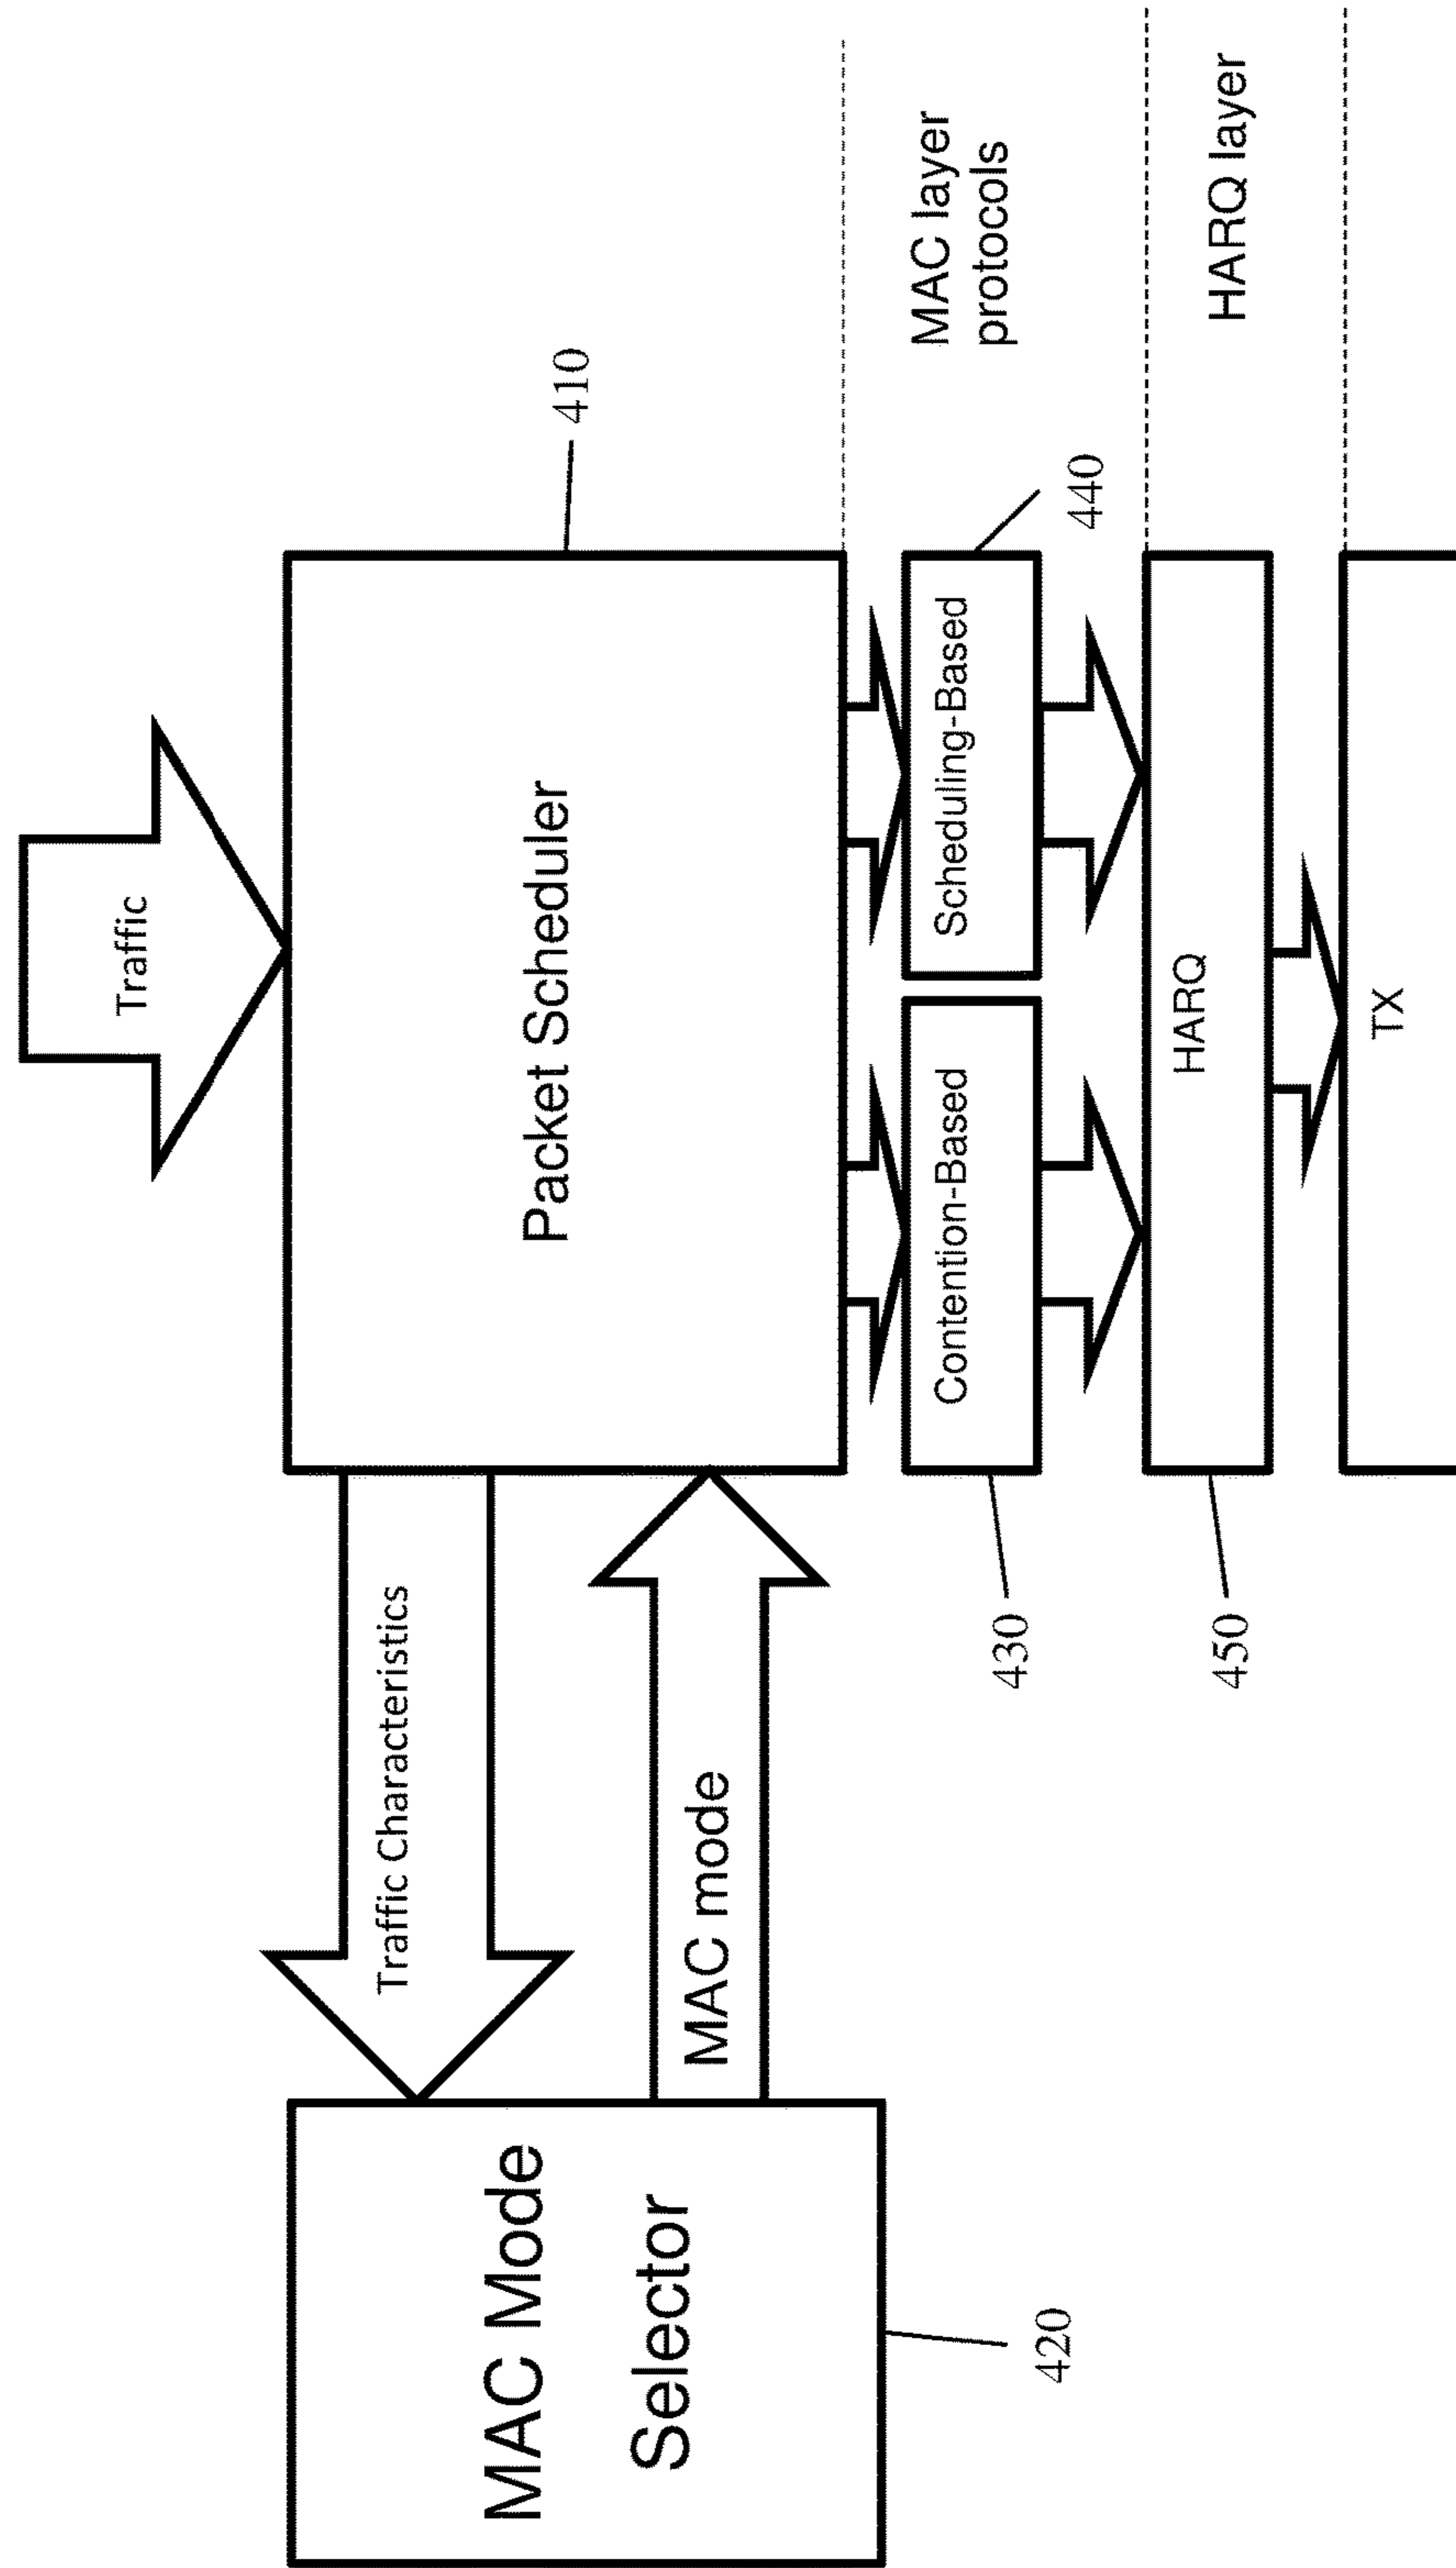 Traffic
MAC Mode
Selector
420
Traffic Characteristics
MAC mode
Packet Scheduler
410
Contention-Based
430
Scheduling-Based
440
MAC layer
protocols
HARQ
450
HARQ layer
TX